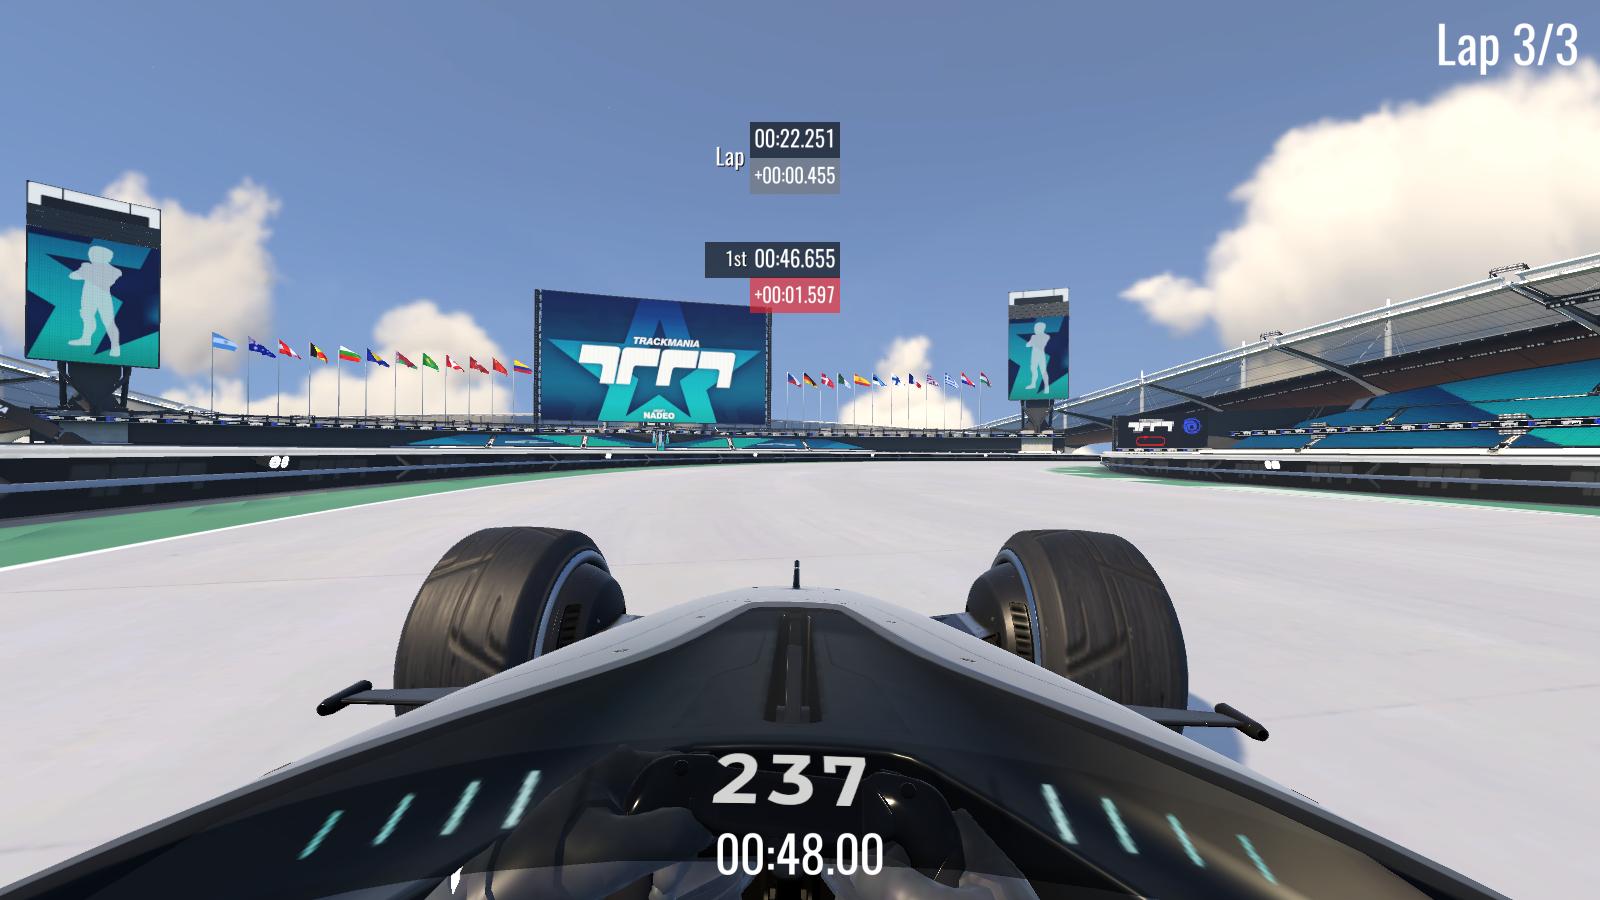 Lap 3/3
00:22.251
Lap
+00:00.455
1st 00:46.655
+00:01.597
TRACKMANIA
NADEO
237
00:48.00